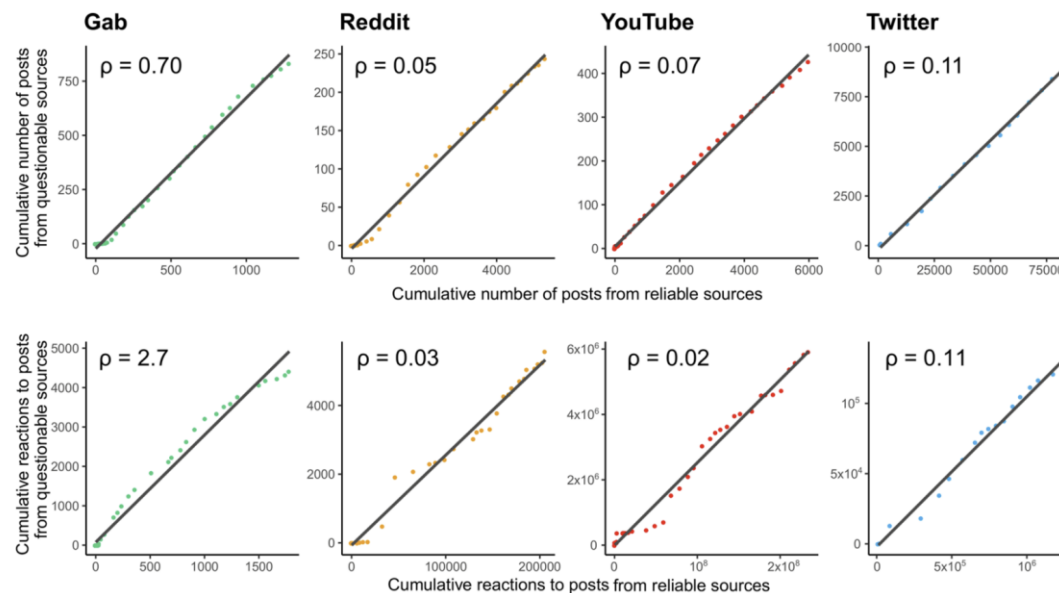 Gab
Reddit
YouTube
Twitter
Cumulative number of posts
from questionable sources
ρ = 0.70
750
500
250
0
0 500 1000
ρ = 0.05
250
200
150
100
50
0
0 2000 4000
ρ = 0.07
400
300
200
100
0
0 2000 4000 6000
ρ = 0.11
10000
7500
5000
2500
0
0 25000 50000 75000
Cumulative number of posts from reliable sources
Cumulative reactions to posts
from questionable sources
ρ = 2.7
5000
4000
3000
2000
1000
0
0 500 1000 1500
ρ = 0.03
4000
2000
0
0 100000 200000
ρ = 0.02
6x10⁶
4x10⁶
2x10⁶
0
0 1x10⁸ 2x10⁸
ρ = 0.11
10⁵
5x10⁴
0
0 5x10⁵ 10⁶
Cumulative reactions to posts from reliable sources